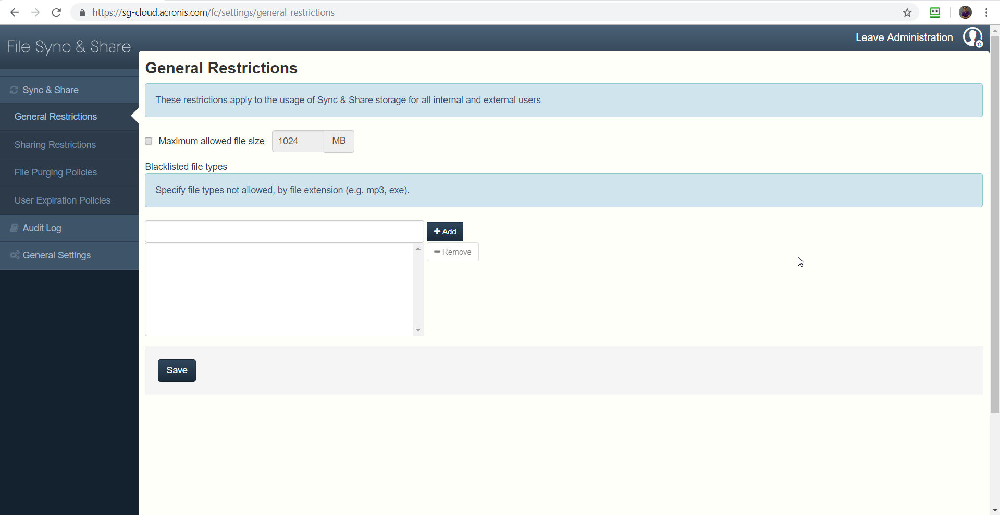 https://sg-cloud.acronis.com/fc/settings/general_restrictions
File Sync & Share
Leave Administration
General Restrictions
Sync & Share
General Restrictions
Sharing Restrictions
File Purging Policies
User Expiration Policies
Audit Log
General Settings
These restrictions apply to the usage of Sync & Share storage for all internal and external users
Maximum allowed file size 1024 MB
Blacklisted file types
Specify file types not allowed, by file extension (e.g. mp3, exe).
Add
Remove
Save